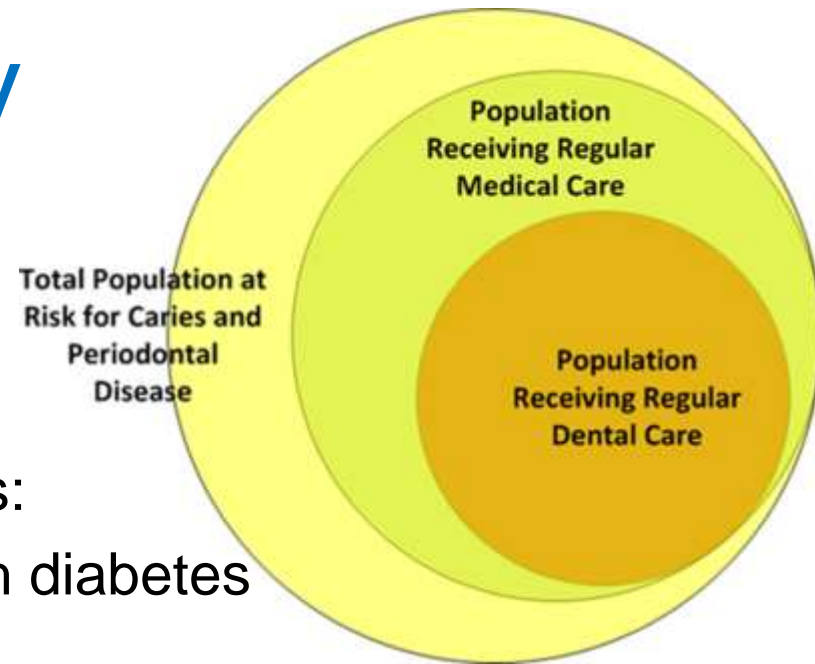 y
Population
Receiving Regular
Medical Care
Total Population at
Risk for Caries and
Periodontal
Disease
Population
Receiving Regular
Dental Care
s:
n diabetes